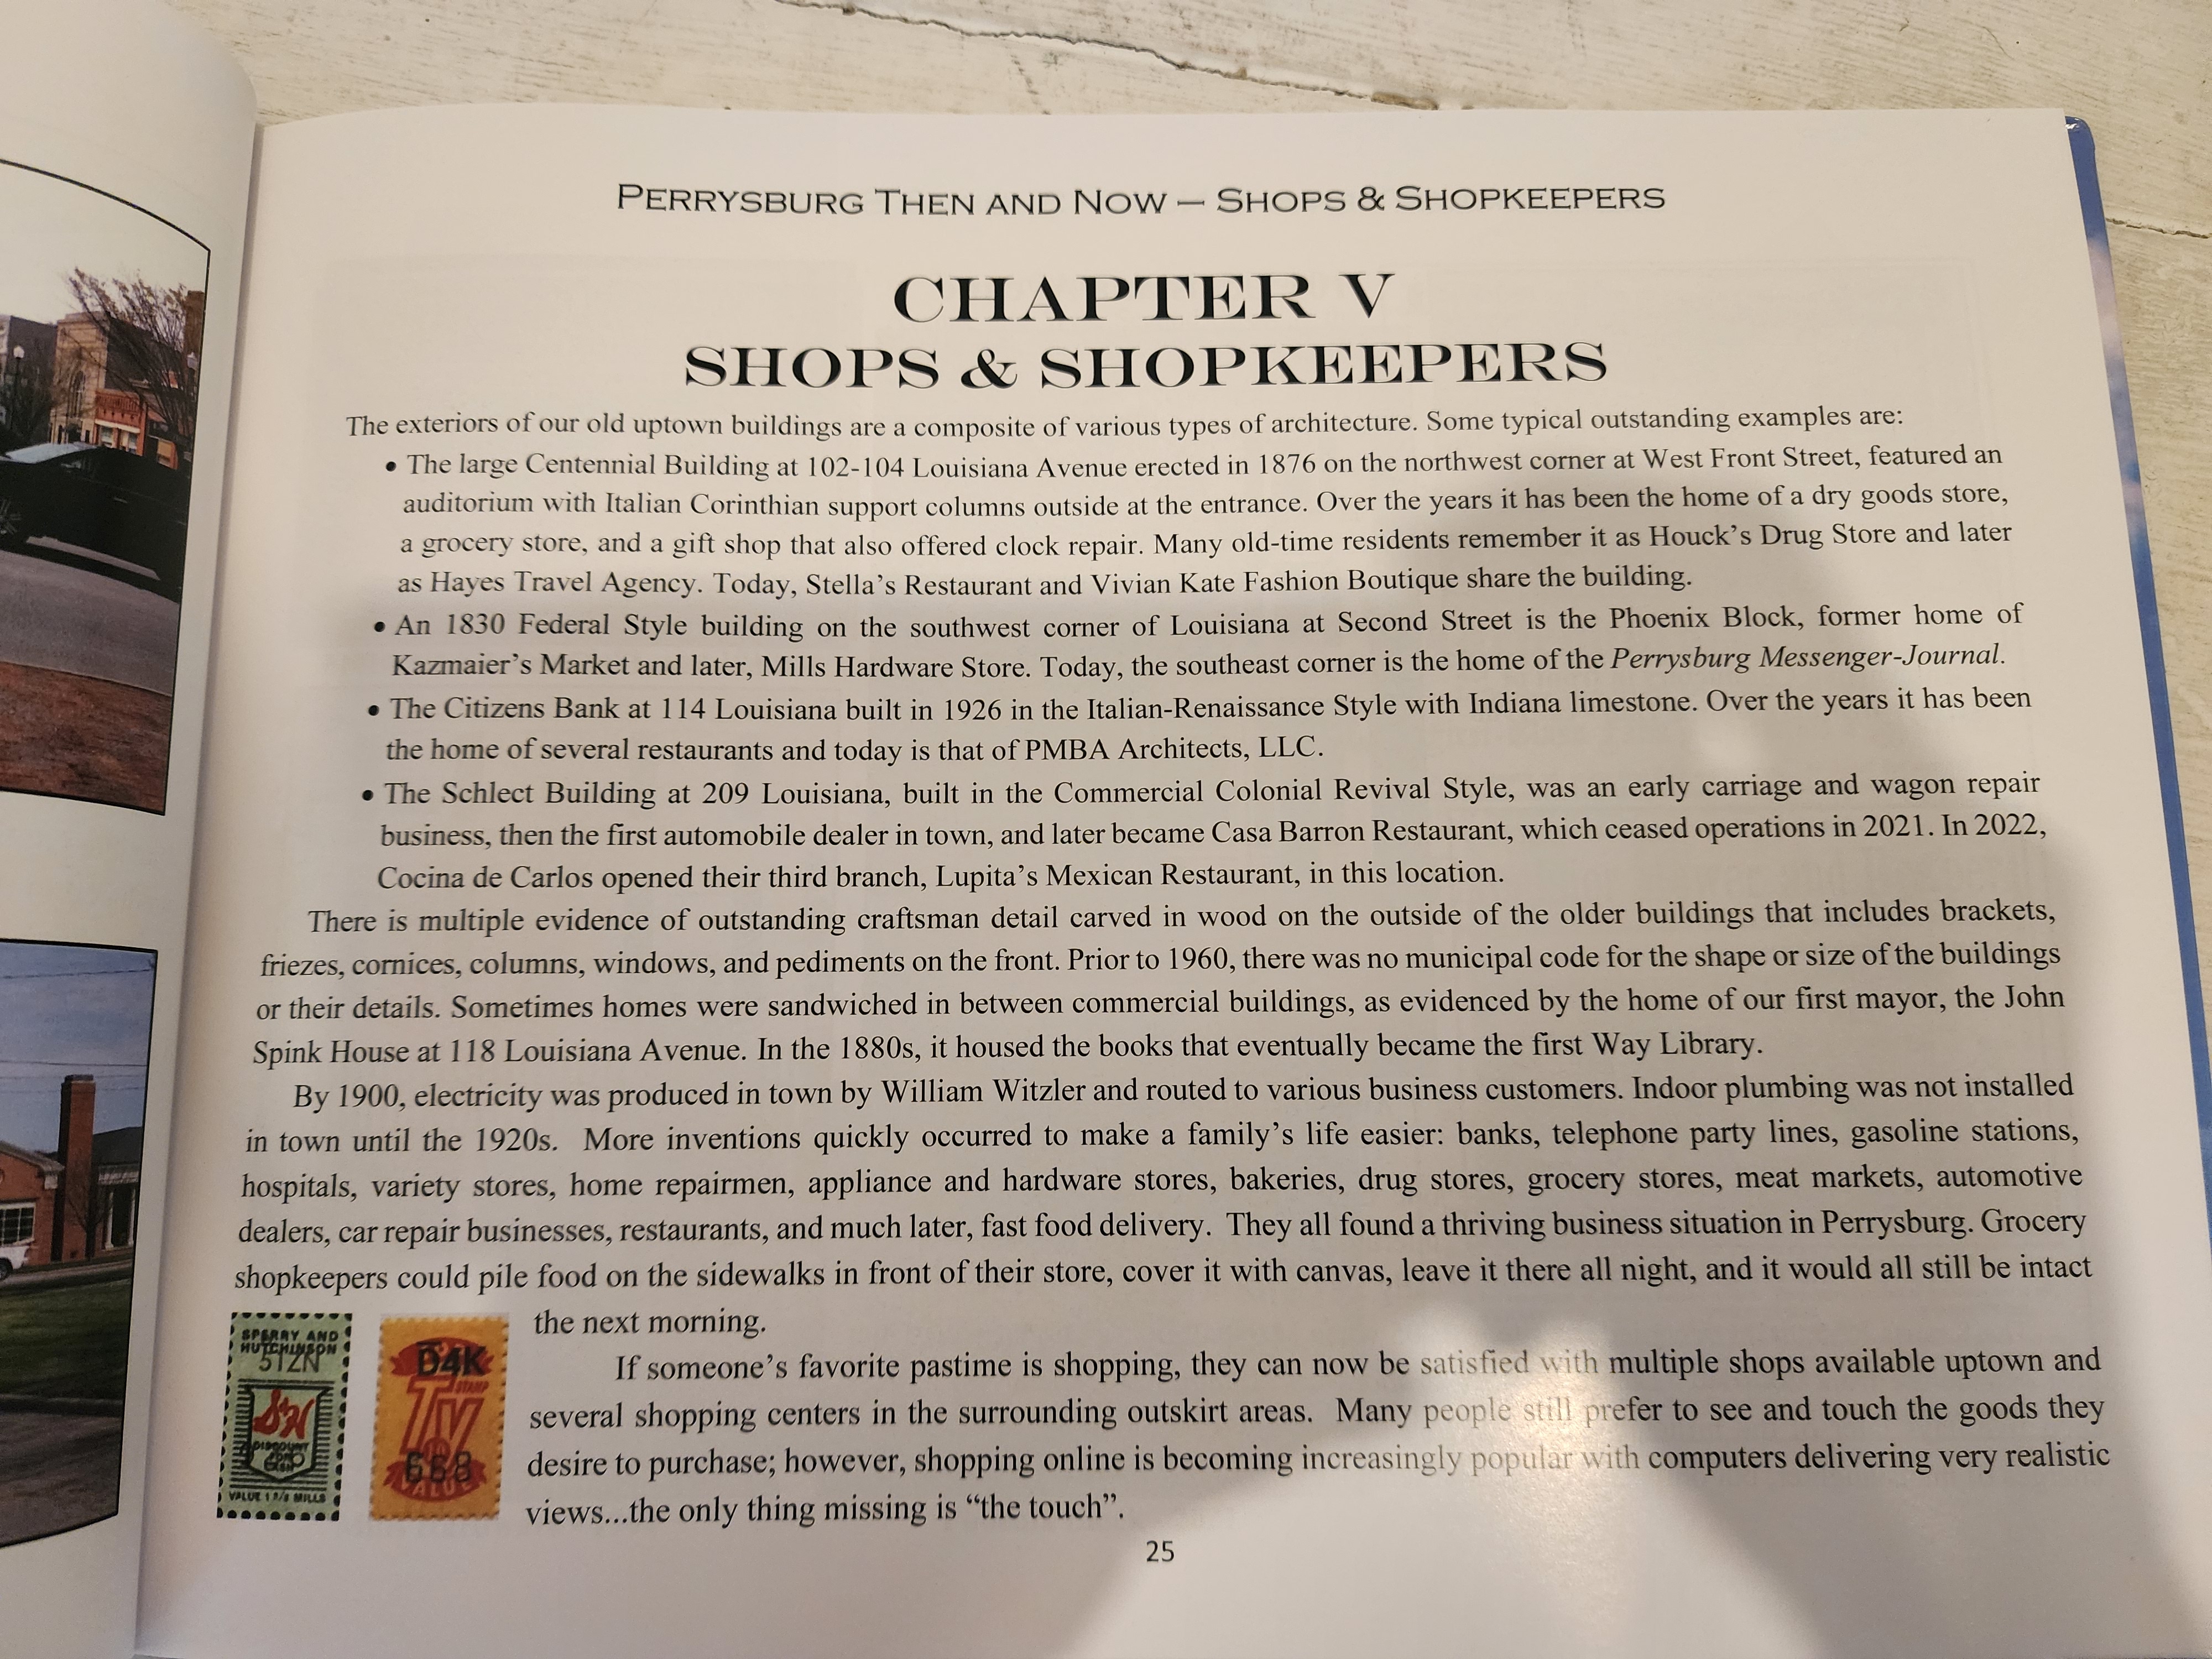 PERRYSBURG THEN AND NOW — SHOPS & SHOPKEEPERS
CHAPTER V
SHOPS & SHOPKEEPERS
The exteriors of our old uptown buildings are a composite of various types of architecture. Some typical outstanding examples are:
• The large Centennial Building at 102-104 Louisiana Avenue erected in 1876 on the northwest corner at West Front Street, featured an
auditorium with Italian Corinthian support columns outside at the entrance. Over the years it has been the home of a dry goods store,
a grocery store, and a gift shop that also offered clock repair. Many old-time residents remember it as Houck's Drug Store and later
as Hayes Travel Agency. Today, Stella's Restaurant and Vivian Kate Fashion Boutique share the building.
• An 1830 Federal Style building on the southwest corner of Louisiana at Second Street is the Phoenix Block, former home of
Kazmaier's Market and later, Mills Hardware Store. Today, the southeast corner is the home of the Perrysburg Messenger-Journal.
• The Citizens Bank at 114 Louisiana built in 1926 in the Italian-Renaissance Style with Indiana limestone. Over the years it has been
the home of several restaurants and today is that of PMBA Architects, LLC.
• The Schlect Building at 209 Louisiana, built in the Commercial Colonial Revival Style, was an early carriage and wagon repair
business, then the first automobile dealer in town, and later became Casa Barron Restaurant, which ceased operations in 2021. In 2022,
Cocina de Carlos opened their third branch, Lupita's Mexican Restaurant, in this location.
There is multiple evidence of outstanding craftsman detail carved in wood on the outside of the older buildings that includes brackets,
friezes, cornices, columns, windows, and pediments on the front. Prior to 1960, there was no municipal code for the shape or size of the buildings
or their details. Sometimes homes were sandwiched in between commercial buildings, as evidenced by the home of our first mayor, the John
Spink House at 118 Louisiana Avenue. In the 1880s, it housed the books that eventually became the first Way Library.
By 1900, electricity was produced in town by William Witzler and routed to various business customers. Indoor plumbing was not installed
in town until the 1920s. More inventions quickly occurred to make a family's life easier: banks, telephone party lines, gasoline stations,
hospitals, variety stores, home repairmen, appliance and hardware stores, bakeries, drug stores, grocery stores, meat markets, automotive
dealers, car repair businesses, restaurants, and much later, fast food delivery. They all found a thriving business situation in Perrysburg. Grocery
shopkeepers could pile food on the sidewalks in front of their store, cover it with canvas, leave it there all night, and it would all still be intact
the next morning.
If someone's favorite pastime is shopping, they can now be satisfied with multiple shops available uptown and
several shopping centers in the surrounding outskirt areas. Many people still prefer to see and touch the goods they
desire to purchase; however, shopping online is becoming increasingly popular with computers delivering very realistic
views...the only thing missing is "the touch".
SPERRY AND
HUTCHINSON
51ZN
S&H
DISCOUNT
CASH
VALUE 1 2/3 MILLS
D4K
TV
STAMP
668
VALUE
25